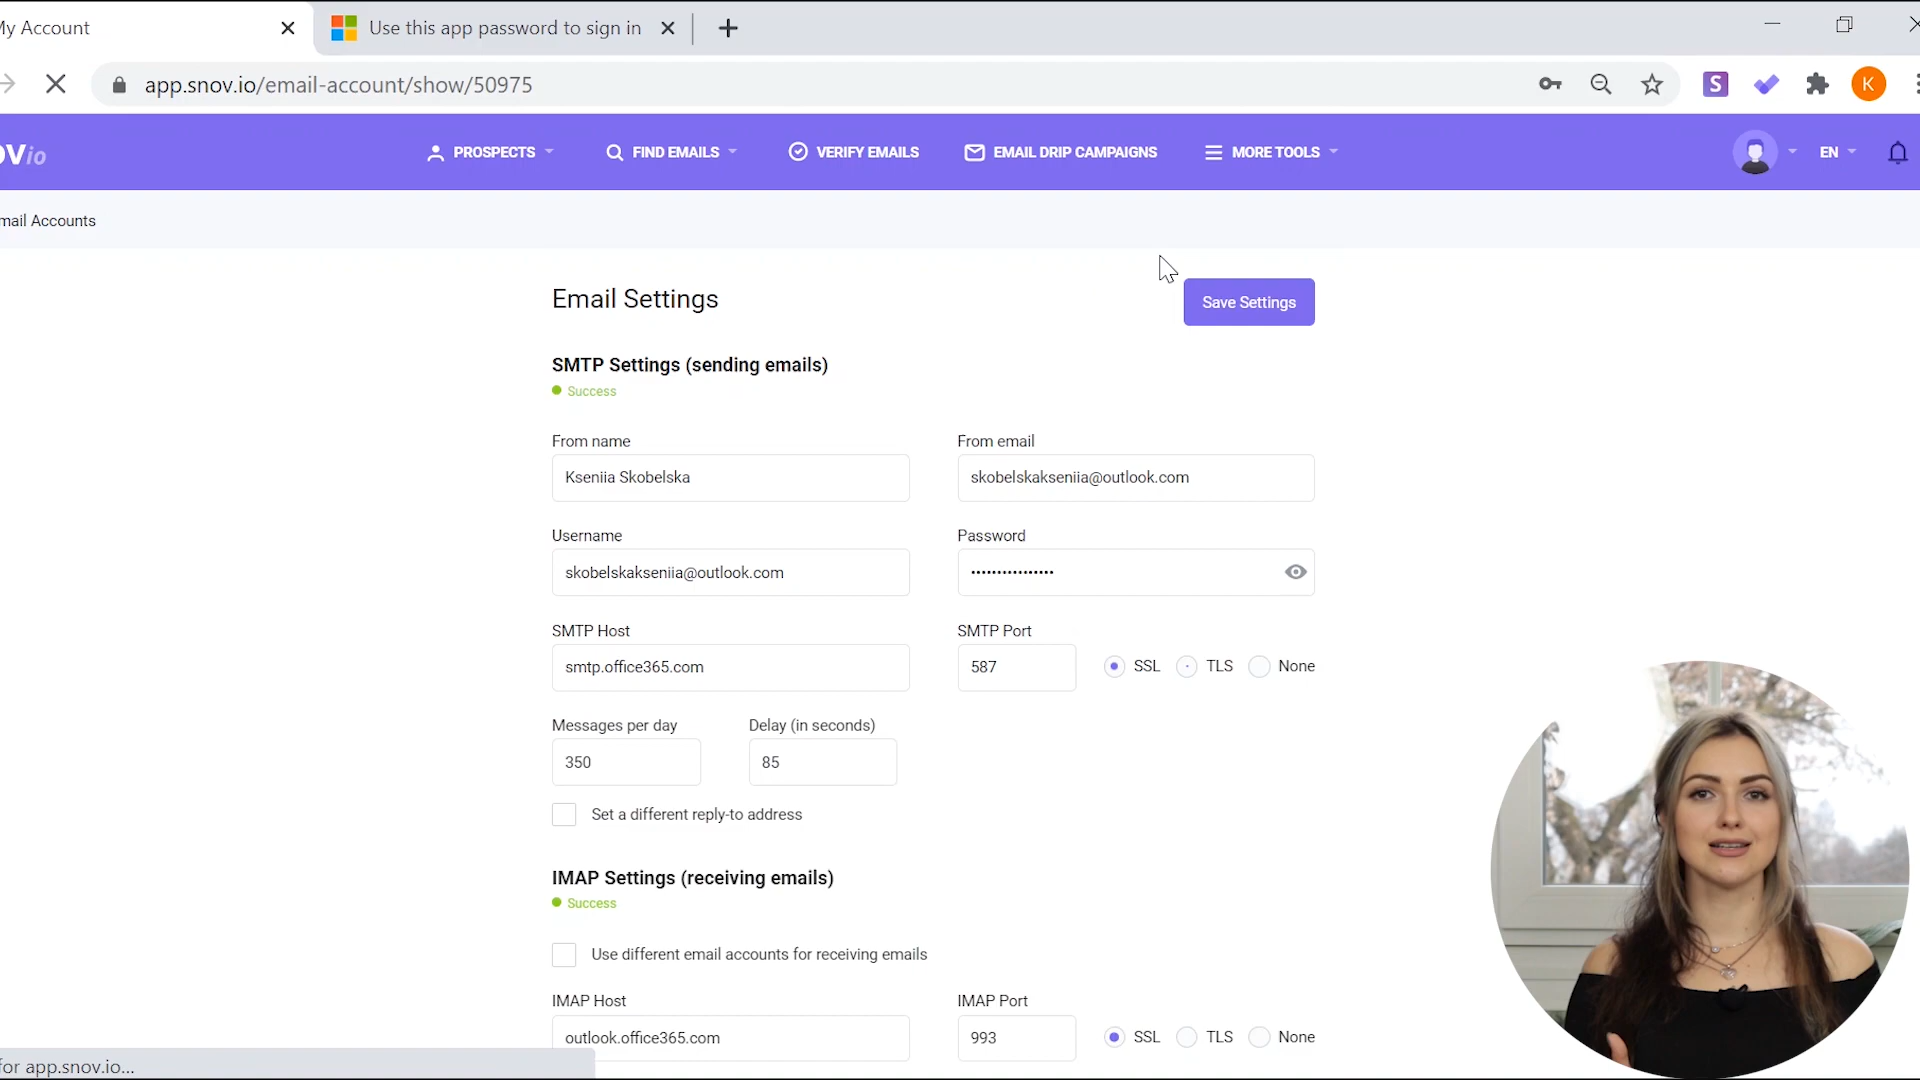 My Account
Use this app password to sign in
app.snov.io/email-account/show/50975
S
K
ov io
PROSPECTS
FIND EMAILS
VERIFY EMAILS
EMAIL DRIP CAMPAIGNS
MORE TOOLS
EN
mail Accounts
Email Settings
Save Settings
SMTP Settings (sending emails)
Success
From name
From email
Kseniia Skobelska
skobelskakseniia@outlook.com
Username
Password
skobelskakseniia@outlook.com
SMTP Host
SMTP Port
smtp.office365.com
587
SSL
TLS
None
Messages per day
Delay (in seconds)
350
85
Set a different reply-to address
IMAP Settings (receiving emails)
Success
Use different email accounts for receiving emails
IMAP Host
IMAP Port
outlook.office365.com
993
SSL
TLS
None
for app.snov.io...